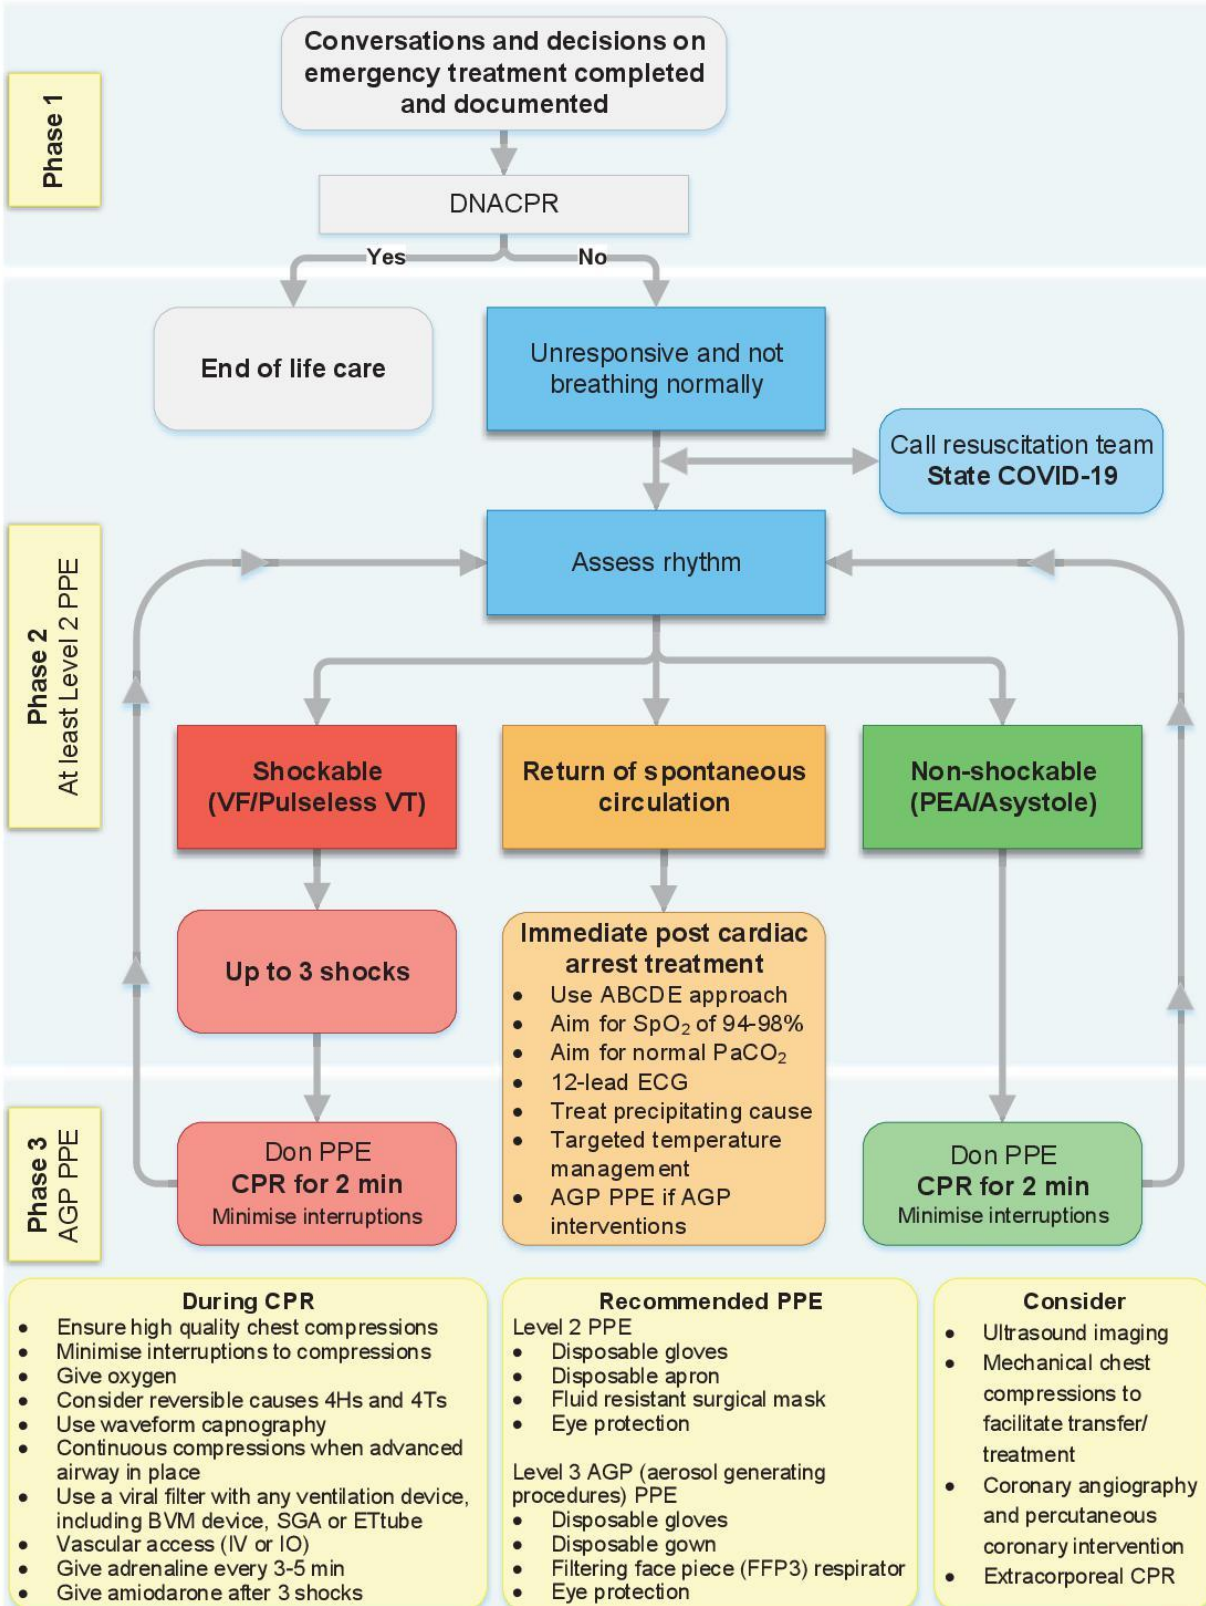 Phase 1
Conversations and decisions on
emergency treatment completed
and documented
DNACPR
Yes
No
End of life care
Unresponsive and not
breathing normally
Call resuscitation team
State COVID-19
Phase 2
At least Level 2 PPE
Assess rhythm
Shockable
(VF/Pulseless VT)
Return of spontaneous
circulation
Non-shockable
(PEA/Asystole)
Up to 3 shocks
Immediate post cardiac
arrest treatment
• Use ABCDE approach
• Aim for SpO₂ of 94-98%
• Aim for normal PaCO₂
• 12-lead ECG
• Treat precipitating cause
• Targeted temperature
management
• AGP PPE if AGP
interventions
Phase 3
AGP PPE
Don PPE
CPR for 2 min
Minimise interruptions
Don PPE
CPR for 2 min
Minimise interruptions
During CPR
• Ensure high quality chest compressions
• Minimise interruptions to compressions
• Give oxygen
• Consider reversible causes 4Hs and 4Ts
• Use waveform capnography
• Continuous compressions when advanced
airway in place
• Use a viral filter with any ventilation device,
including BVM device, SGA or ETtube
• Vascular access (IV or IO)
• Give adrenaline every 3-5 min
• Give amiodarone after 3 shocks
Recommended PPE
Level 2 PPE
• Disposable gloves
• Disposable apron
• Fluid resistant surgical mask
• Eye protection
Level 3 AGP (aerosol generating
procedures) PPE
• Disposable gloves
• Disposable gown
• Filtering face piece (FFP3) respirator
• Eye protection
Consider
• Ultrasound imaging
• Mechanical chest
compressions to
facilitate transfer/
treatment
• Coronary angiography
and percutaneous
coronary intervention
• Extracorporeal CPR